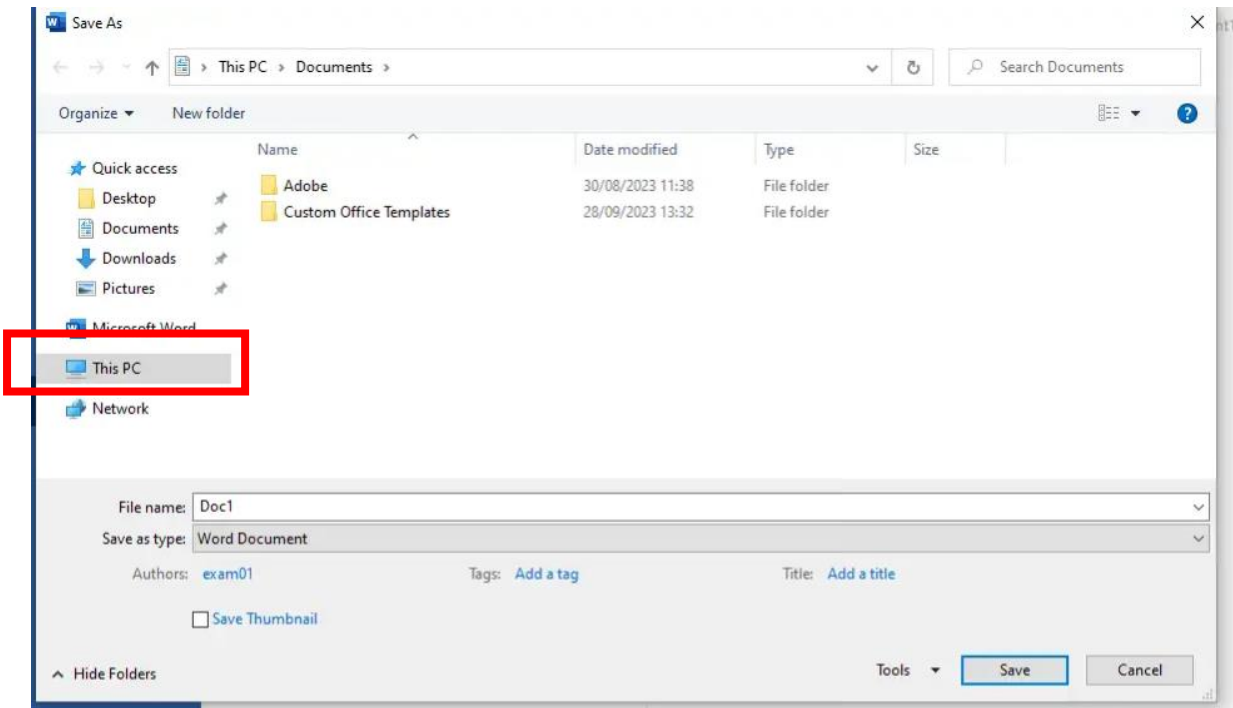 Save As
This PC > Documents >
Search Documents
Organize
New folder
Name
Date modified
Type
Size
Quick access
Desktop
Documents
Downloads
Pictures
Microsoft Word
This PC
Network
Adobe 30/08/2023 11:38 File folder
Custom Office Templates 28/09/2023 13:32 File folder
File name: Doc1
Save as type: Word Document
Authors: exam01 Tags: Add a tag Title: Add a title
Save Thumbnail
Hide Folders
Tools Save Cancel